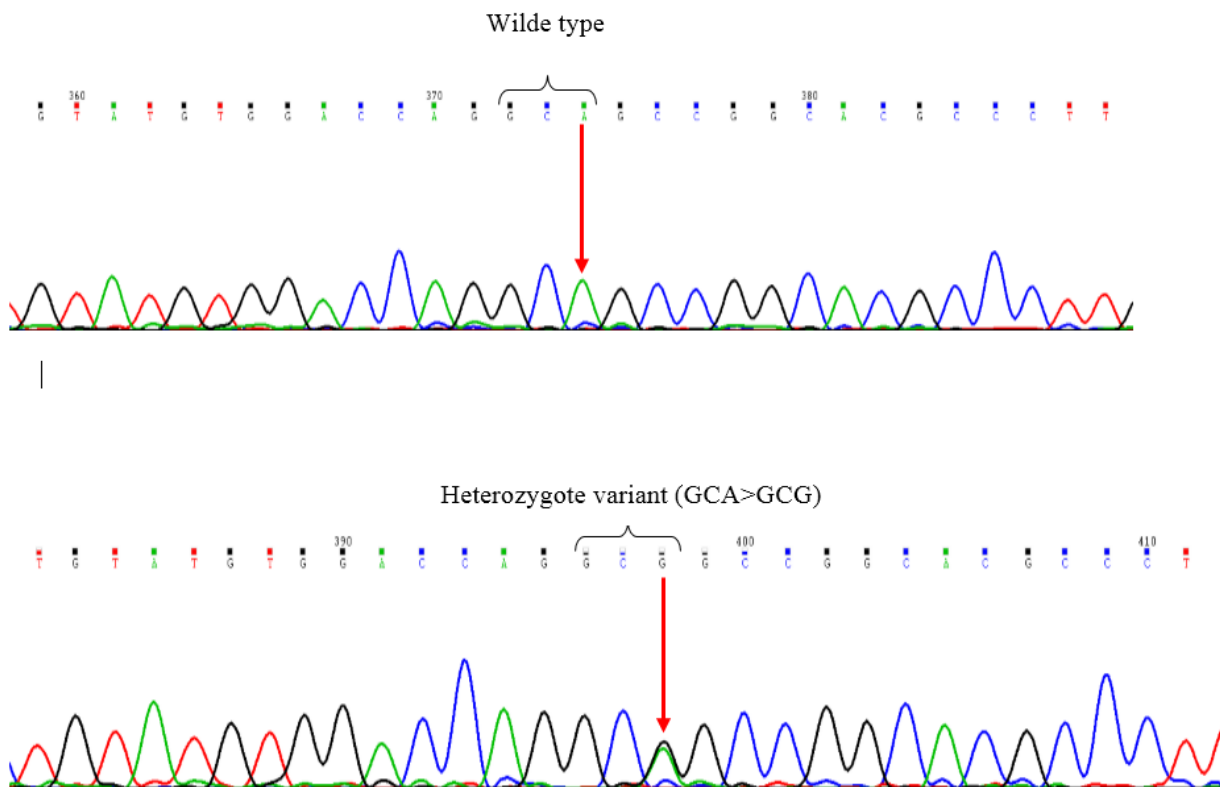 Wilde type
360 370 380
G T A T G T G G A C C A G G C A G C C G G C A C G C C C T T
Heterozygote variant (GCA>GCG)
390 400 410
T G T A T G T G G A C C A G G C G G C C G G C A C G C C C T